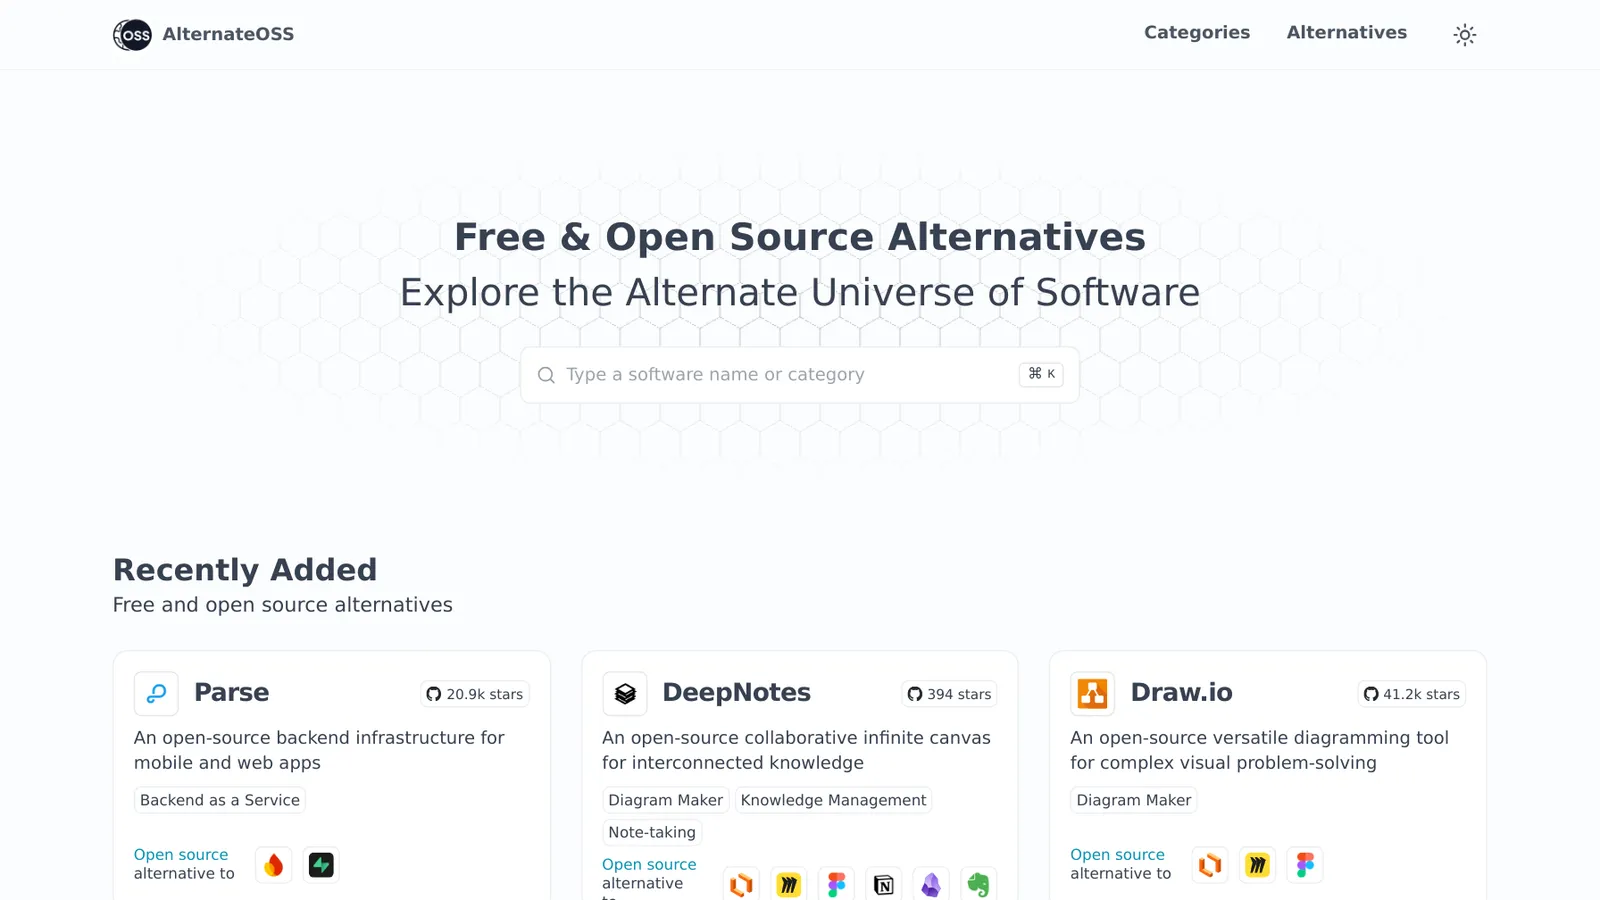 OSS AlternateOSS
Categories
Alternatives
Free & Open Source Alternatives
Explore the Alternate Universe of Software
Type a software name or category
⌘ K
Recently Added
Free and open source alternatives
Parse
20.9k stars
An open-source backend infrastructure for
mobile and web apps
Backend as a Service
Open source
alternative to
DeepNotes
394 stars
An open-source collaborative infinite canvas
for interconnected knowledge
Diagram Maker
Knowledge Management
Note-taking
Open source
alternative
to
Draw.io
41.2k stars
An open-source versatile diagramming tool
for complex visual problem-solving
Diagram Maker
Open source
alternative to